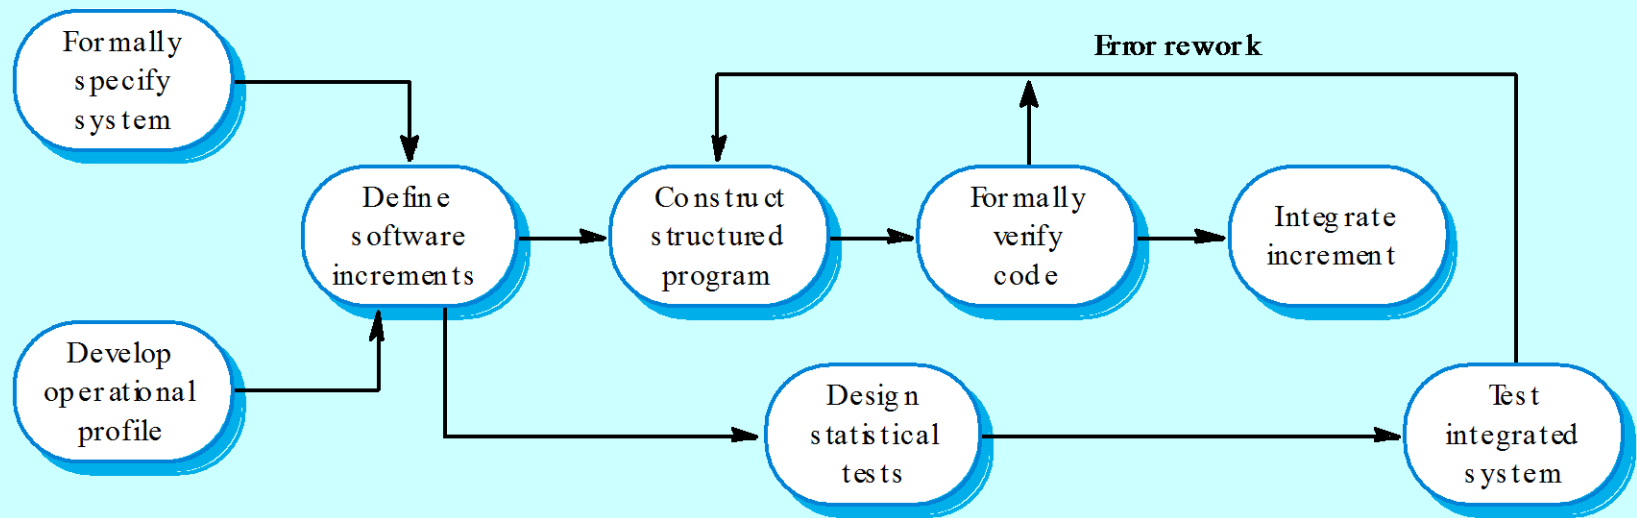 Formally
specify
system
Error rework
Define
software
increments
Construct
structured
program
Formally
verify
code
Integrate
increment
Develop
operational
profile
Design
statistical
tests
Test
integrated
system